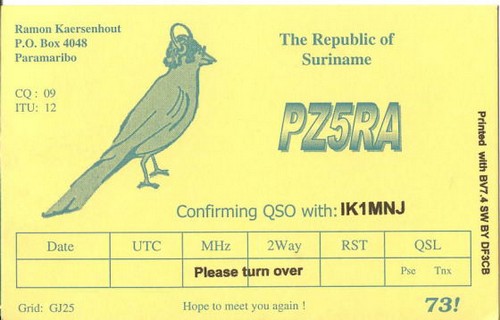 Ramon Kaersenhout
P.O. Box 4048
Paramaribo
CQ : 09
ITU : 12
The Republic of
Suriname
PZ5RA
Confirming QSO with: IK1MNJ
Date UTC MHz 2Way RST QSL
Please turn over Pse Tnx
Grid: GJ25 Hope to meet you again ! 73!
Printed with BV7.4 SW BY DF3CB